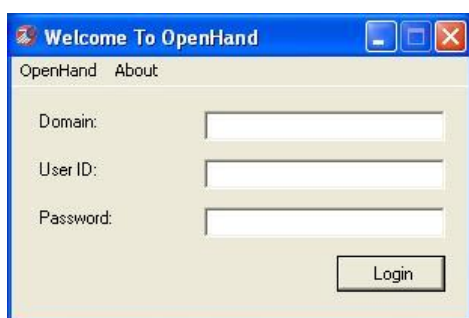 Welcome To OpenHand
OpenHand About
Domain:
User ID:
Password:
Login